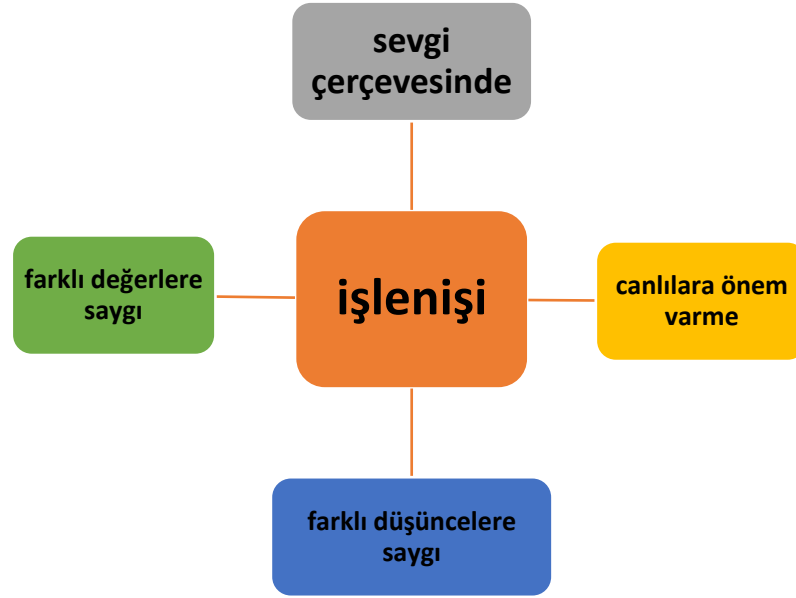 sevgi
çerçevesinde
farklı değerlere
saygı
işlenişi
canlılara önem
varme
farklı düşüncelere
saygı